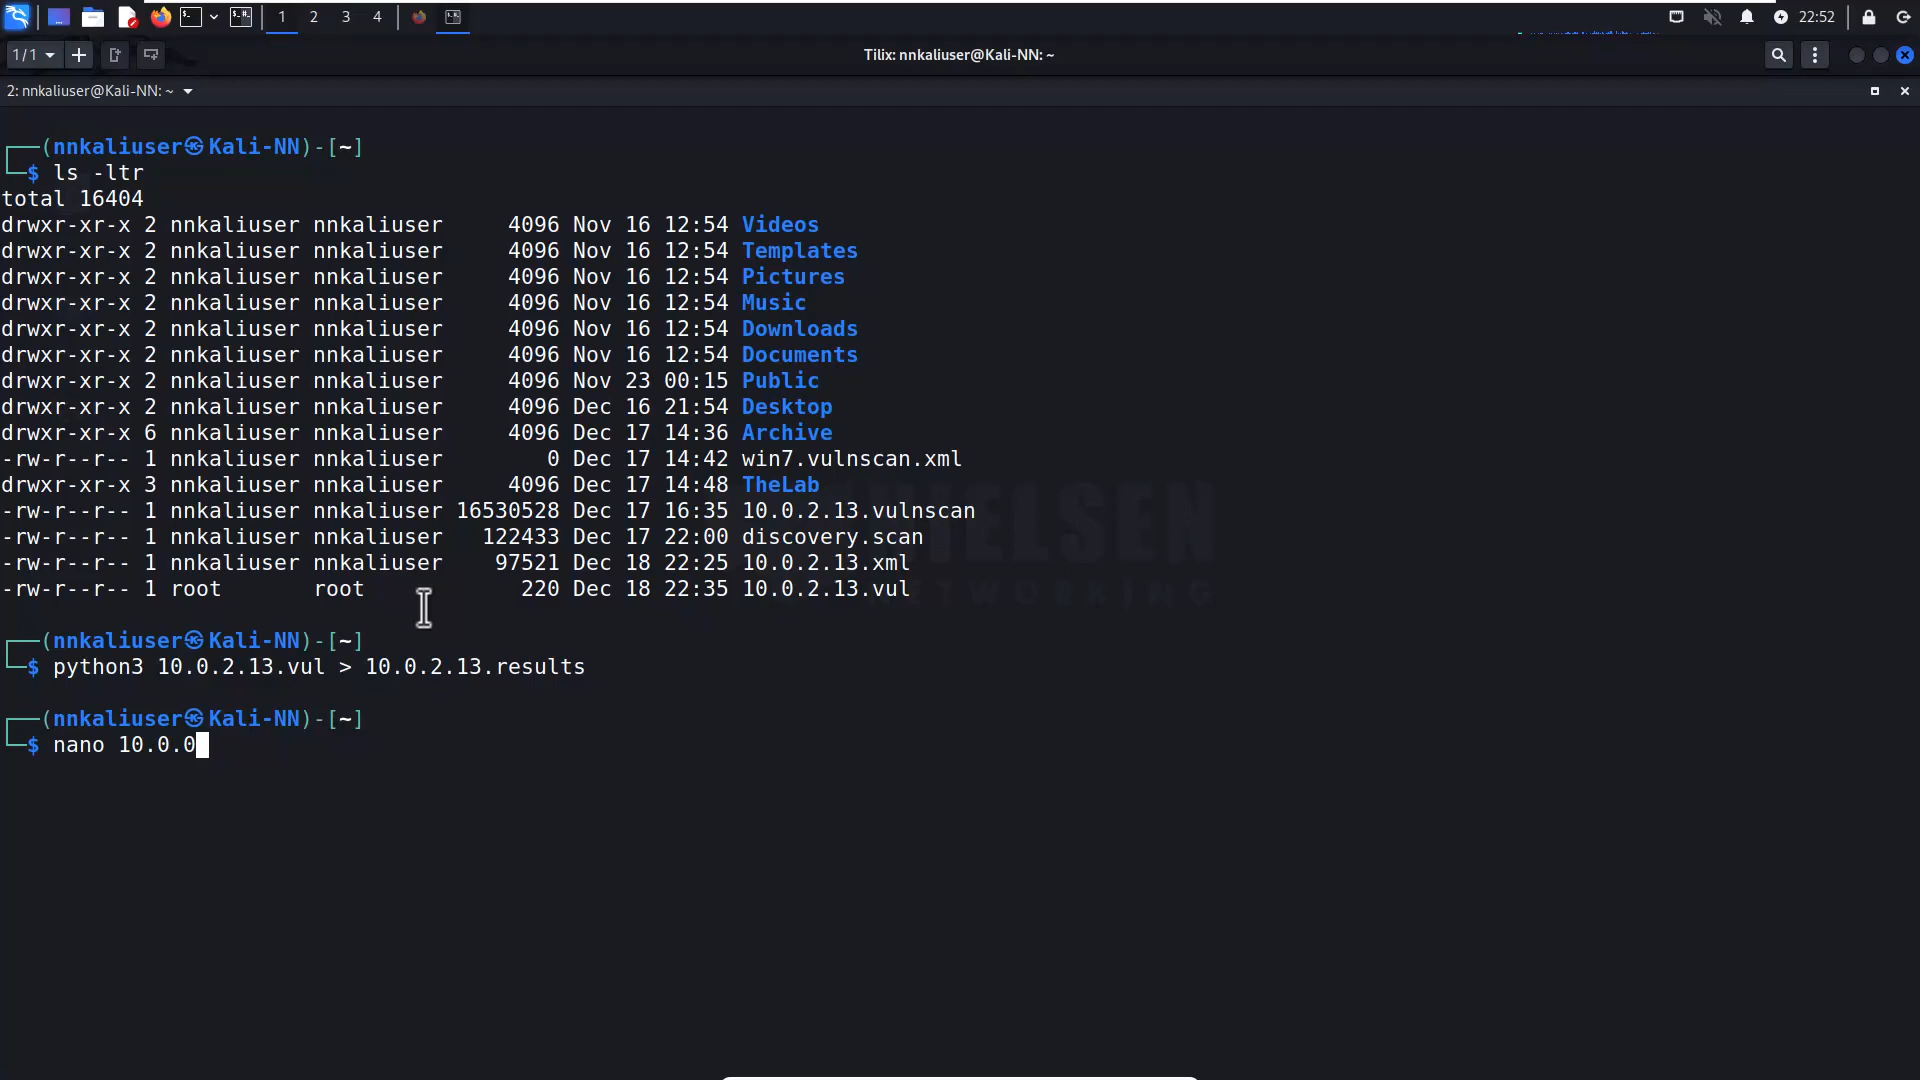 1 2 3 4 22:52
1/1 Tilix: nnkaliuser@Kali-NN: ~
2: nnkaliuser@Kali-NN: ~
┌──(nnkaliuser㉿Kali-NN)-[~]
└─$ ls -ltr
total 16404
drwxr-xr-x 2 nnkaliuser nnkaliuser     4096 Nov 16 12:54 Videos
drwxr-xr-x 2 nnkaliuser nnkaliuser     4096 Nov 16 12:54 Templates
drwxr-xr-x 2 nnkaliuser nnkaliuser     4096 Nov 16 12:54 Pictures
drwxr-xr-x 2 nnkaliuser nnkaliuser     4096 Nov 16 12:54 Music
drwxr-xr-x 2 nnkaliuser nnkaliuser     4096 Nov 16 12:54 Downloads
drwxr-xr-x 2 nnkaliuser nnkaliuser     4096 Nov 16 12:54 Documents
drwxr-xr-x 2 nnkaliuser nnkaliuser     4096 Nov 23 00:15 Public
drwxr-xr-x 2 nnkaliuser nnkaliuser     4096 Dec 16 21:54 Desktop
drwxr-xr-x 6 nnkaliuser nnkaliuser     4096 Dec 17 14:36 Archive
-rw-r--r-- 1 nnkaliuser nnkaliuser        0 Dec 17 14:42 win7.vulnscan.xml
drwxr-xr-x 3 nnkaliuser nnkaliuser     4096 Dec 17 14:48 TheLab
-rw-r--r-- 1 nnkaliuser nnkaliuser 16530528 Dec 17 16:35 10.0.2.13.vulnscan
-rw-r--r-- 1 nnkaliuser nnkaliuser   122433 Dec 17 22:00 discovery.scan
-rw-r--r-- 1 nnkaliuser nnkaliuser    97521 Dec 18 22:25 10.0.2.13.xml
-rw-r--r-- 1 root       root            220 Dec 18 22:35 10.0.2.13.vul
NIELSEN
NETWORKING
┌──(nnkaliuser㉿Kali-NN)-[~]
└─$ python3 10.0.2.13.vul > 10.0.2.13.results
┌──(nnkaliuser㉿Kali-NN)-[~]
└─$ nano 10.0.0